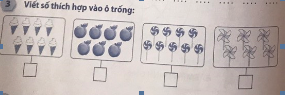 3 Viết số thích hợp vào ô trống: